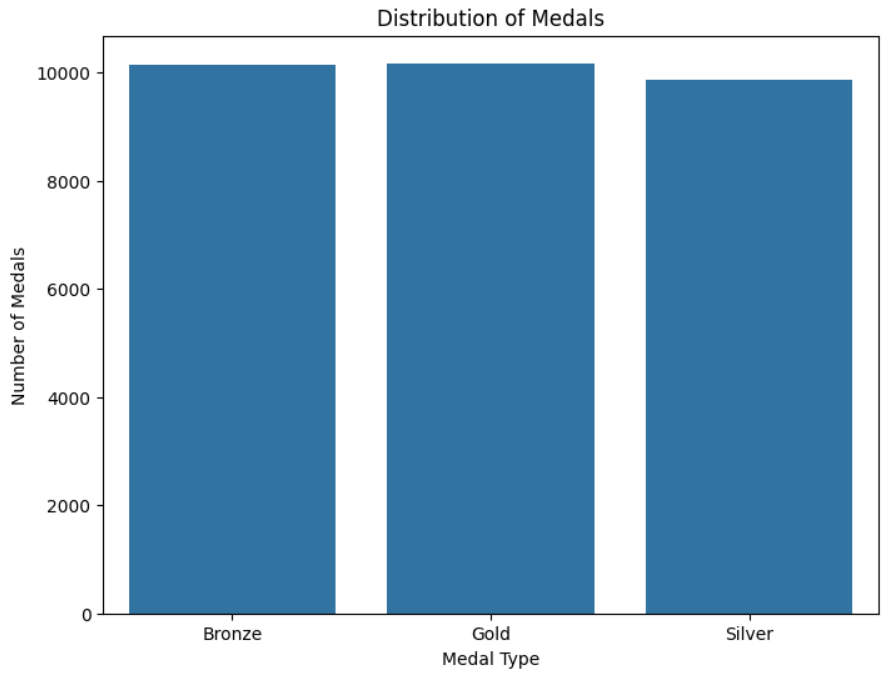 Distribution of Medals
Number of Medals
10000
8000
6000
4000
2000
0
Bronze Gold Silver
Medal Type